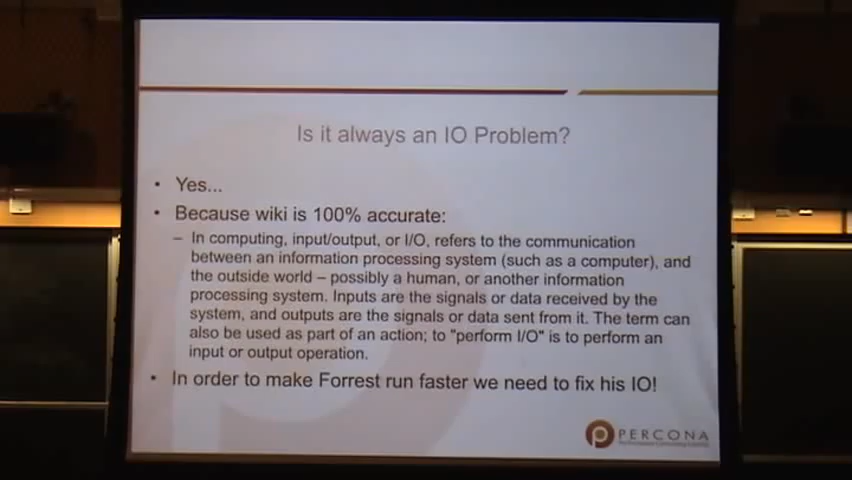 Is it always an IO Problem?
• Yes...
• Because wiki is 100% accurate:
– In computing, input/output, or I/O, refers to the communication
between an information processing system (such as a computer), and
the outside world – possibly a human, or another information
processing system. Inputs are the signals or data received by the
system, and outputs are the signals or data sent from it. The term can
also be used as part of an action; to "perform I/O" is to perform an
input or output operation.
• In order to make Forrest run faster we need to fix his IO!
PERCONA